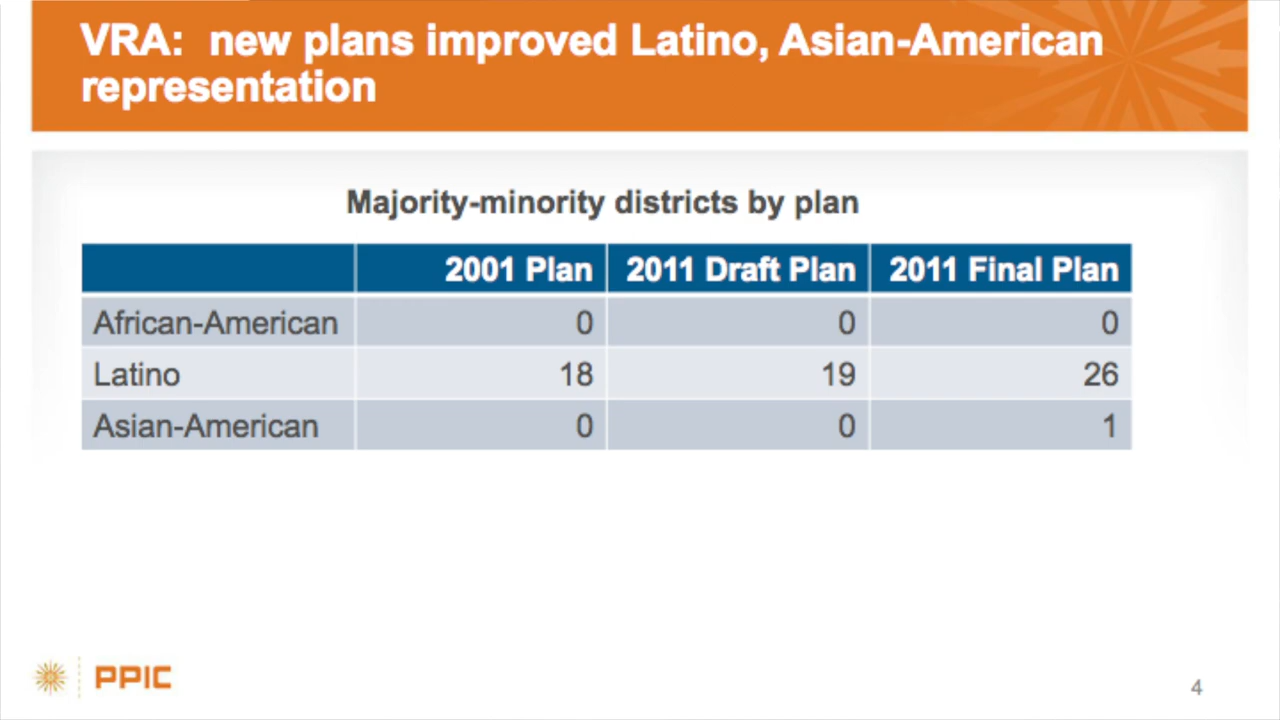 VRA:  new plans improved Latino, Asian-American
representation
Majority-minority districts by plan
2001 Plan 2011 Draft Plan 2011 Final Plan
African-American 0 0 0
Latino 18 19 26
Asian-American 0 0 1
PPIC
4